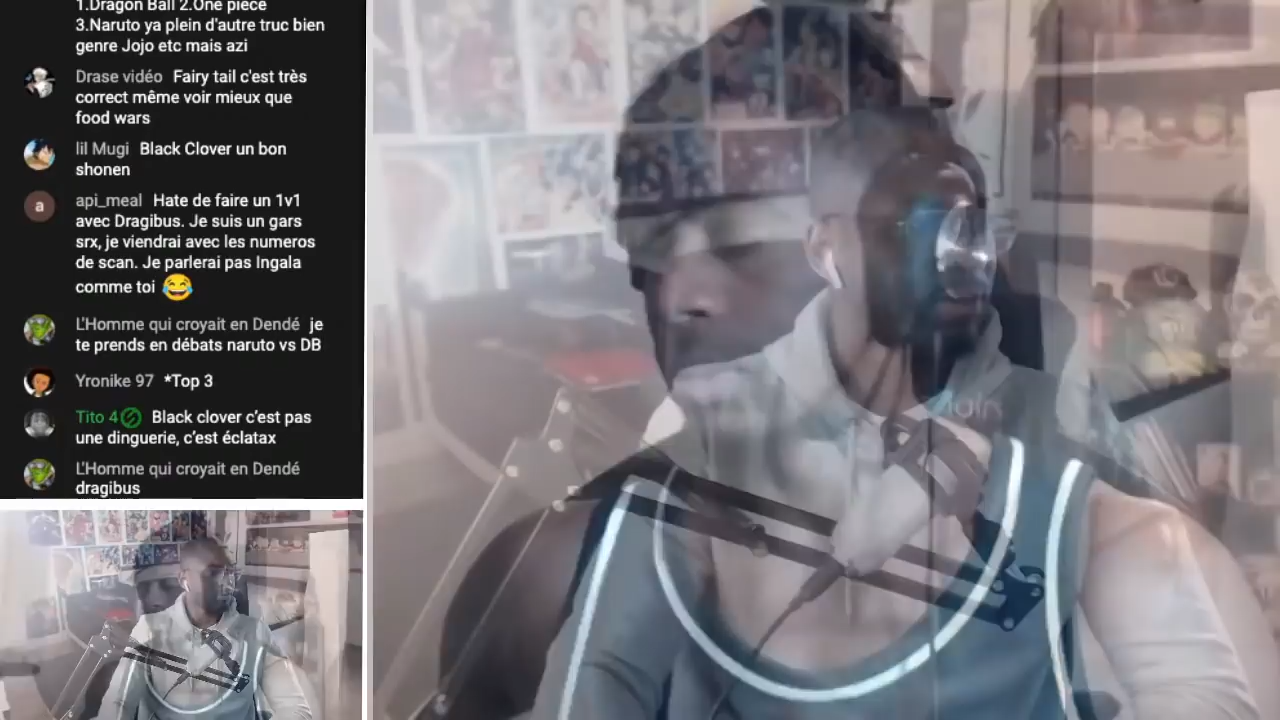 1.Dragon Ball 2.One piece
3.Naruto ya plein d'autre truc bien
genre Jojo etc mais azi
Drase vidéo Fairy tail c'est très
correct même voir mieux que
food wars
lil Mugi Black Clover un bon
shonen
a
api_meal Hate de faire un 1v1
avec Dragibus. Je suis un gars
srx, je viendrai avec les numeros
de scan. Je parlerai pas Ingala
comme toi 😂
L'Homme qui croyait en Dendé je
te prends en débats naruto vs DB
Yronike 97 *Top 3
Tito 4 Black clover c'est pas
une dinguerie, c'est éclatax
L'Homme qui croyait en Dendé
dragibus